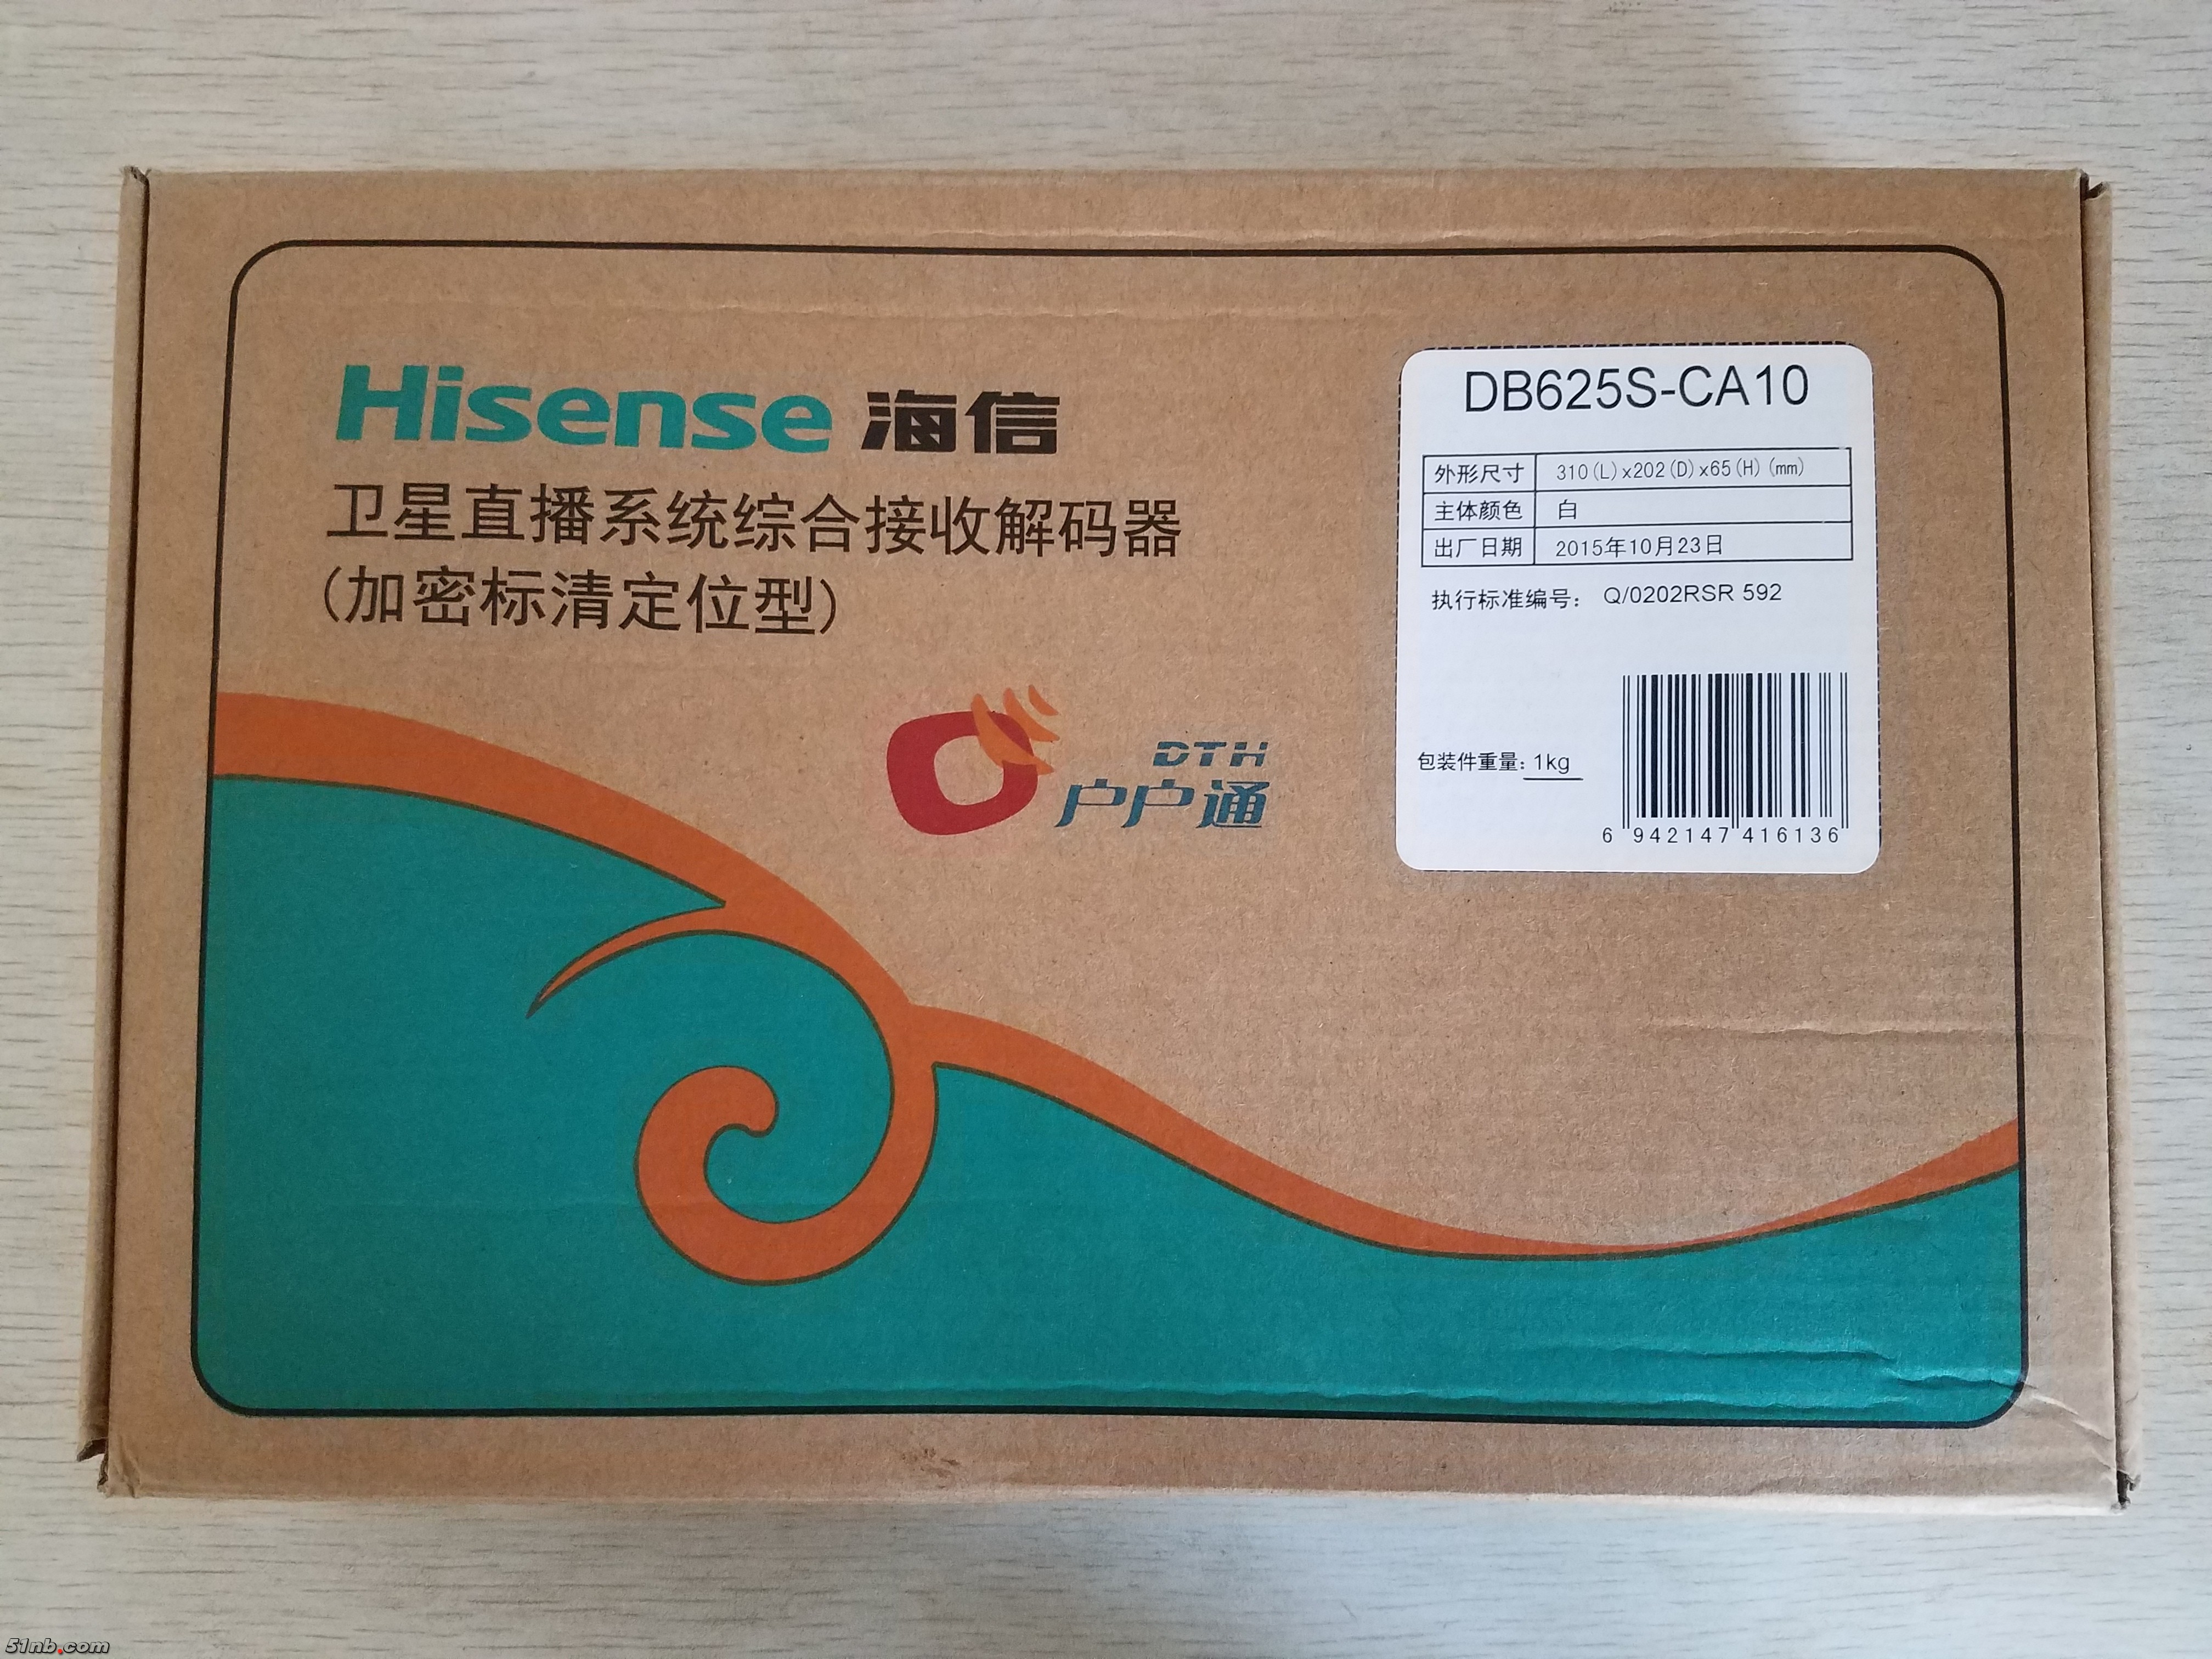 Hisense 海信
卫星直播系统综合接收解码器
(加密标清定位型)
DTH
户户通
DB625S-CA10
外形尺寸 310(L)x202(D)x65(H)(mm)
主体颜色 白
出厂日期 2015年10月23日
执行标准编号: Q/0202RSR 592
包装件重量: 1kg
6 942147 416136
51nb.com